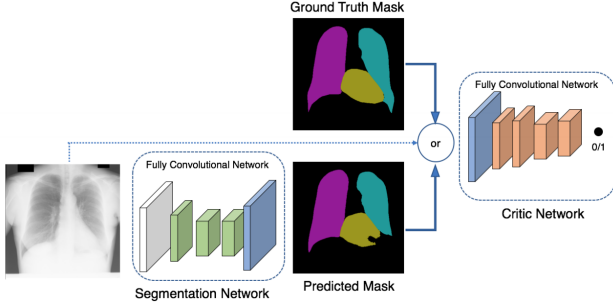 Ground Truth Mask
Fully Convolutional Network
or
0/1
Critic Network
Fully Convolutional Network
Segmentation Network
Predicted Mask